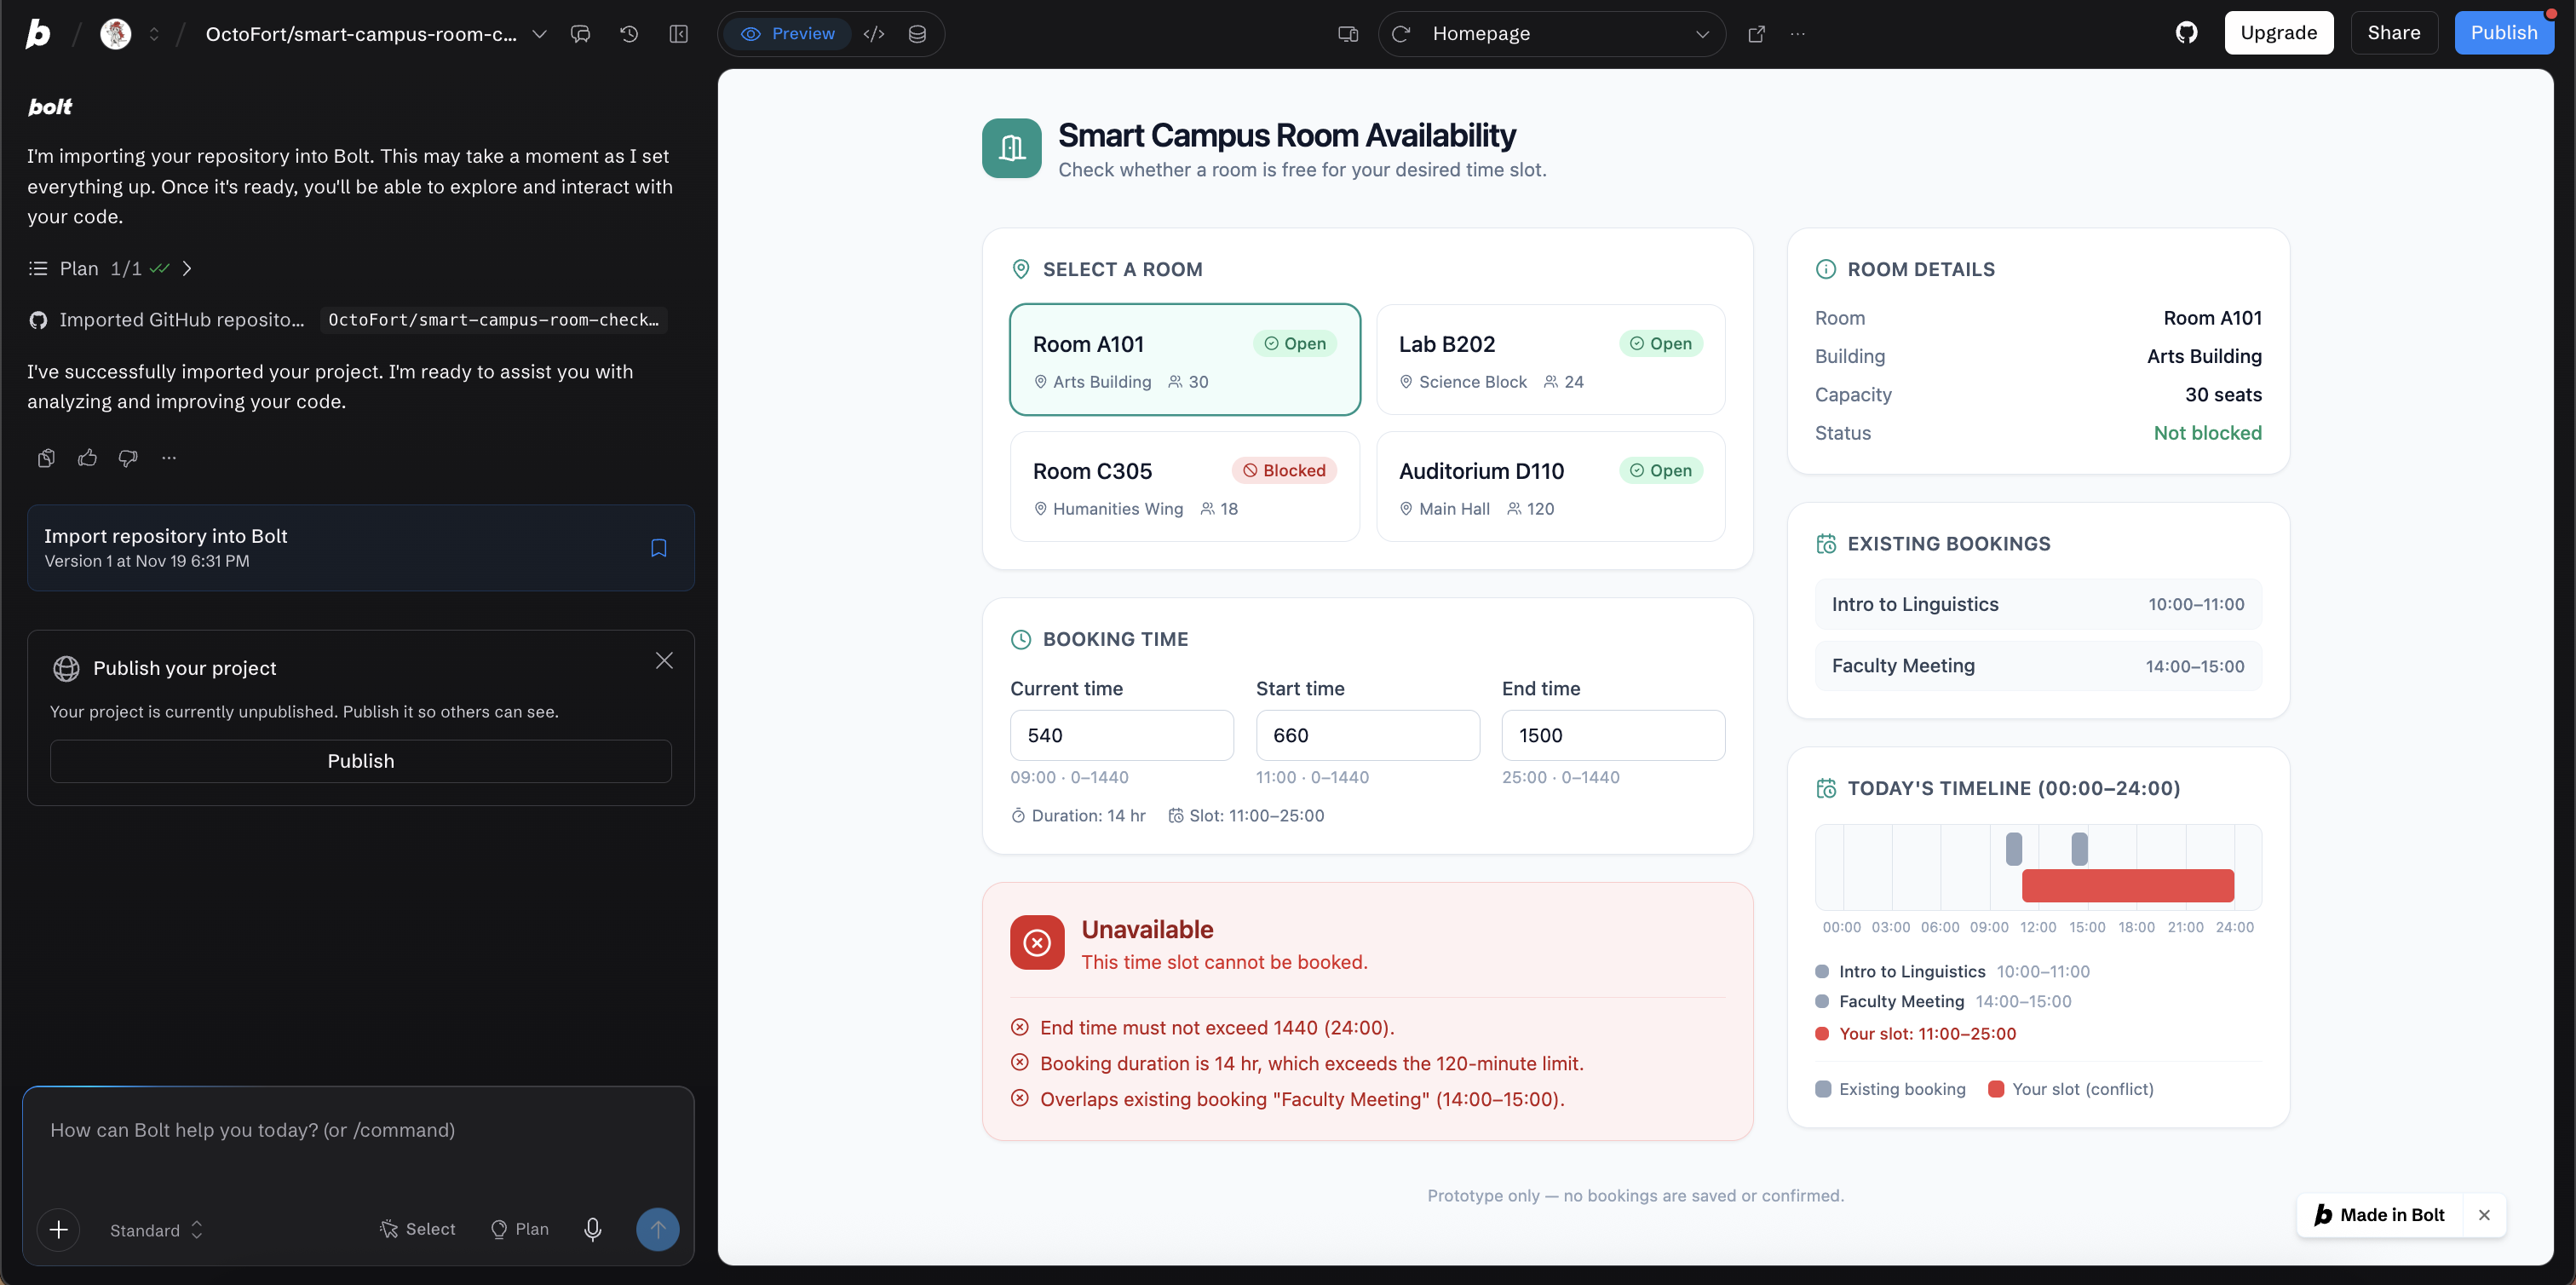 b / / OctoFort/smart-campus-room-c...
Preview
Homepage
Upgrade
Share
Publish
bolt
I'm importing your repository into Bolt. This may take a moment as I set
everything up. Once it's ready, you'll be able to explore and interact with
your code.
Plan 1/1
Imported GitHub reposito... OctoFort/smart-campus-room-check…
I've successfully imported your project. I'm ready to assist you with
analyzing and improving your code.
Import repository into Bolt
Version 1 at Nov 19 6:31 PM
Publish your project
Your project is currently unpublished. Publish it so others can see.
Publish
How can Bolt help you today? (or /command)
Standard
Select
Plan
Smart Campus Room Availability
Check whether a room is free for your desired time slot.
SELECT A ROOM
Room A101 Open
Arts Building 30
Lab B202 Open
Science Block 24
Room C305 Blocked
Humanities Wing 18
Auditorium D110 Open
Main Hall 120
BOOKING TIME
Current time Start time End time
540 660 1500
09:00 · 0–1440 11:00 · 0–1440 25:00 · 0–1440
Duration: 14 hr Slot: 11:00–25:00
Unavailable
This time slot cannot be booked.
End time must not exceed 1440 (24:00).
Booking duration is 14 hr, which exceeds the 120-minute limit.
Overlaps existing booking "Faculty Meeting" (14:00–15:00).
ROOM DETAILS
Room Room A101
Building Arts Building
Capacity 30 seats
Status Not blocked
EXISTING BOOKINGS
Intro to Linguistics 10:00–11:00
Faculty Meeting 14:00–15:00
TODAY'S TIMELINE (00:00–24:00)
00:00 03:00 06:00 09:00 12:00 15:00 18:00 21:00 24:00
Intro to Linguistics 10:00–11:00
Faculty Meeting 14:00–15:00
Your slot: 11:00–25:00
Existing booking Your slot (conflict)
Prototype only — no bookings are saved or confirmed.
b Made in Bolt